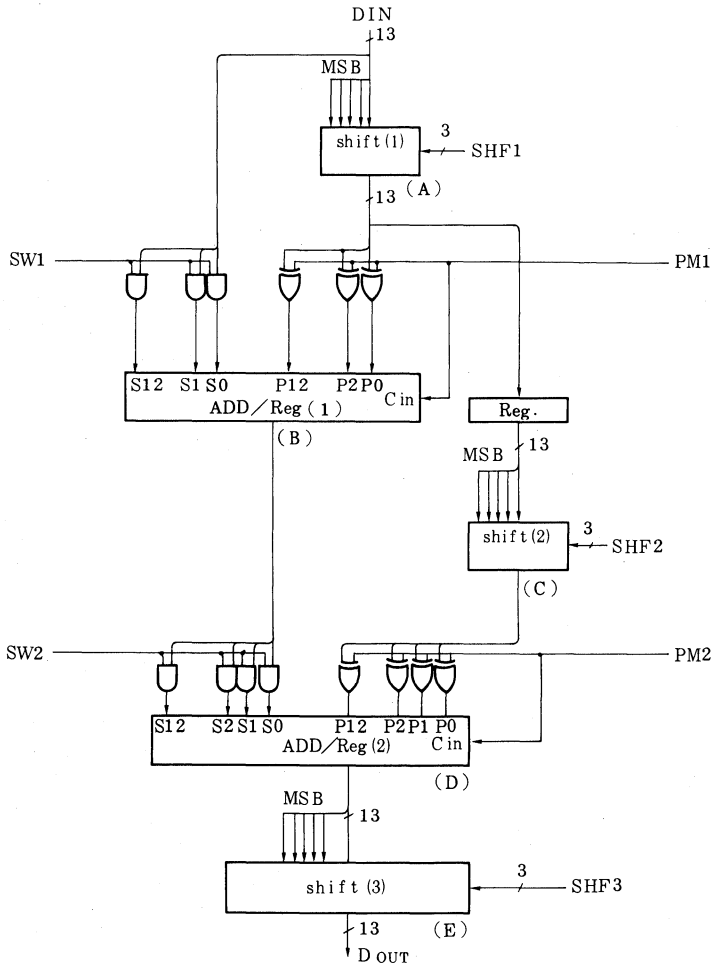 DIN
13
MSB
shift(1)
3
SHF1
(A)
13
SW1
PM1
S12 S1 S0 P12 P2 P0
Cin
ADD/Reg(1)
(B)
Reg.
13
MSB
shift(2)
3
SHF2
(C)
SW2
PM2
S12 S2 S1 S0 P12 P2 P1 P0
ADD/Reg(2) Cin
(D)
MSB
13
shift(3)
3
SHF3
(E)
13
D OUT